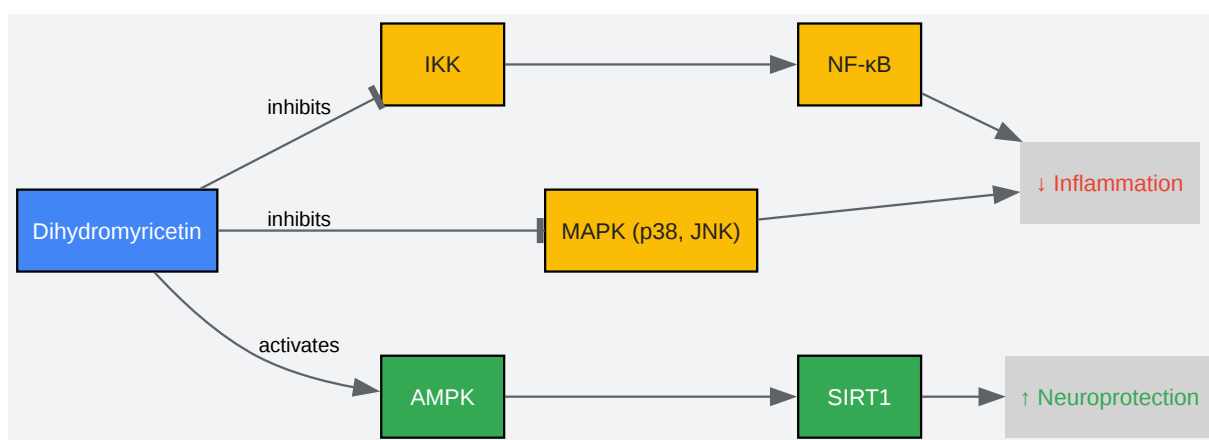 IKK
NF-κB
inhibits
↓ Inflammation
Dihydromyricetin
inhibits
MAPK (p38, JNK)
activates
AMPK
SIRT1
↑ Neuroprotection